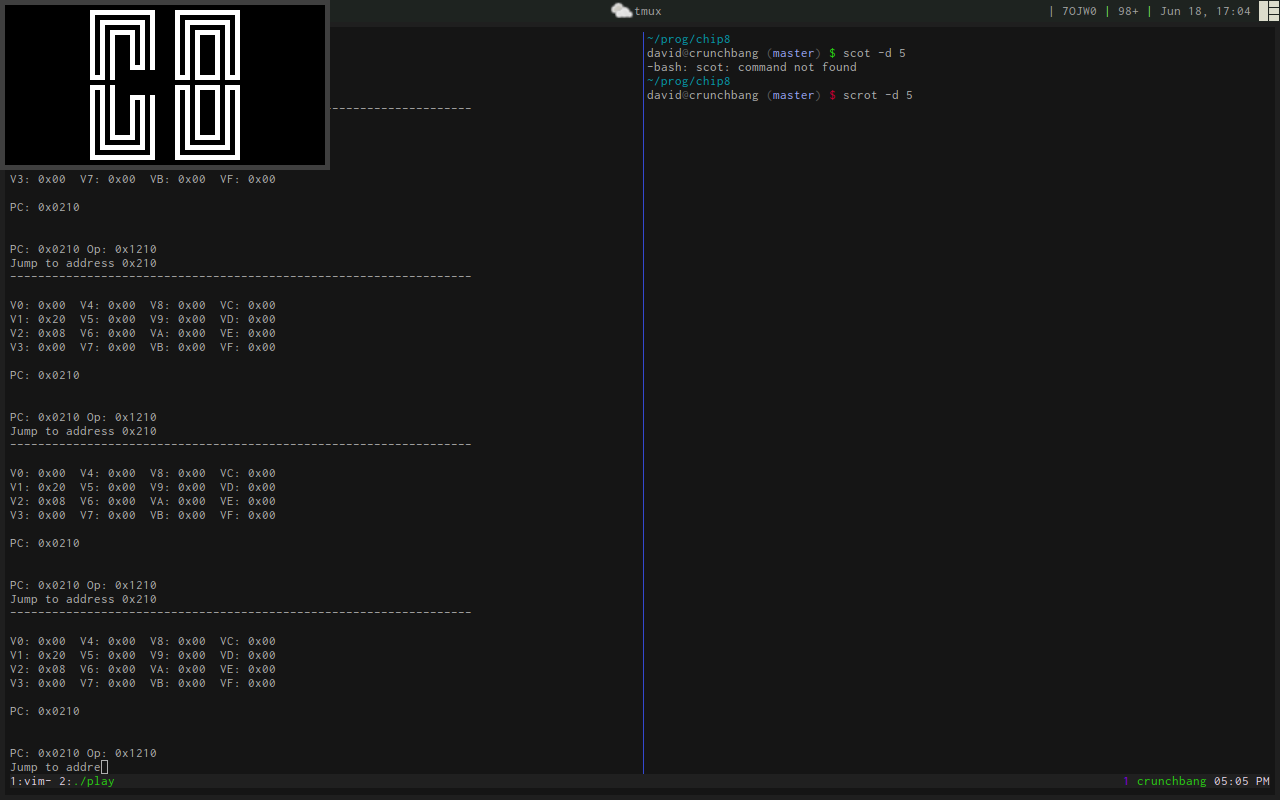 tmux
| 7OJW0 | 98+ | Jun 18, 17:04
C8
--------------------
V3: 0x00  V7: 0x00  VB: 0x00  VF: 0x00
PC: 0x0210
PC: 0x0210 Op: 0x1210
Jump to address 0x210
------------------------------------------------------------------
V0: 0x00  V4: 0x00  V8: 0x00  VC: 0x00
V1: 0x20  V5: 0x00  V9: 0x00  VD: 0x00
V2: 0x08  V6: 0x00  VA: 0x00  VE: 0x00
V3: 0x00  V7: 0x00  VB: 0x00  VF: 0x00
PC: 0x0210
PC: 0x0210 Op: 0x1210
Jump to address 0x210
------------------------------------------------------------------
V0: 0x00  V4: 0x00  V8: 0x00  VC: 0x00
V1: 0x20  V5: 0x00  V9: 0x00  VD: 0x00
V2: 0x08  V6: 0x00  VA: 0x00  VE: 0x00
V3: 0x00  V7: 0x00  VB: 0x00  VF: 0x00
PC: 0x0210
PC: 0x0210 Op: 0x1210
Jump to address 0x210
------------------------------------------------------------------
V0: 0x00  V4: 0x00  V8: 0x00  VC: 0x00
V1: 0x20  V5: 0x00  V9: 0x00  VD: 0x00
V2: 0x08  V6: 0x00  VA: 0x00  VE: 0x00
V3: 0x00  V7: 0x00  VB: 0x00  VF: 0x00
PC: 0x0210
PC: 0x0210 Op: 0x1210
Jump to addre
~/prog/chip8
david@crunchbang (master) $ scot -d 5
-bash: scot: command not found
~/prog/chip8
david@crunchbang (master) $ scrot -d 5
1:vim- 2:./play
1 crunchbang 05:05 PM